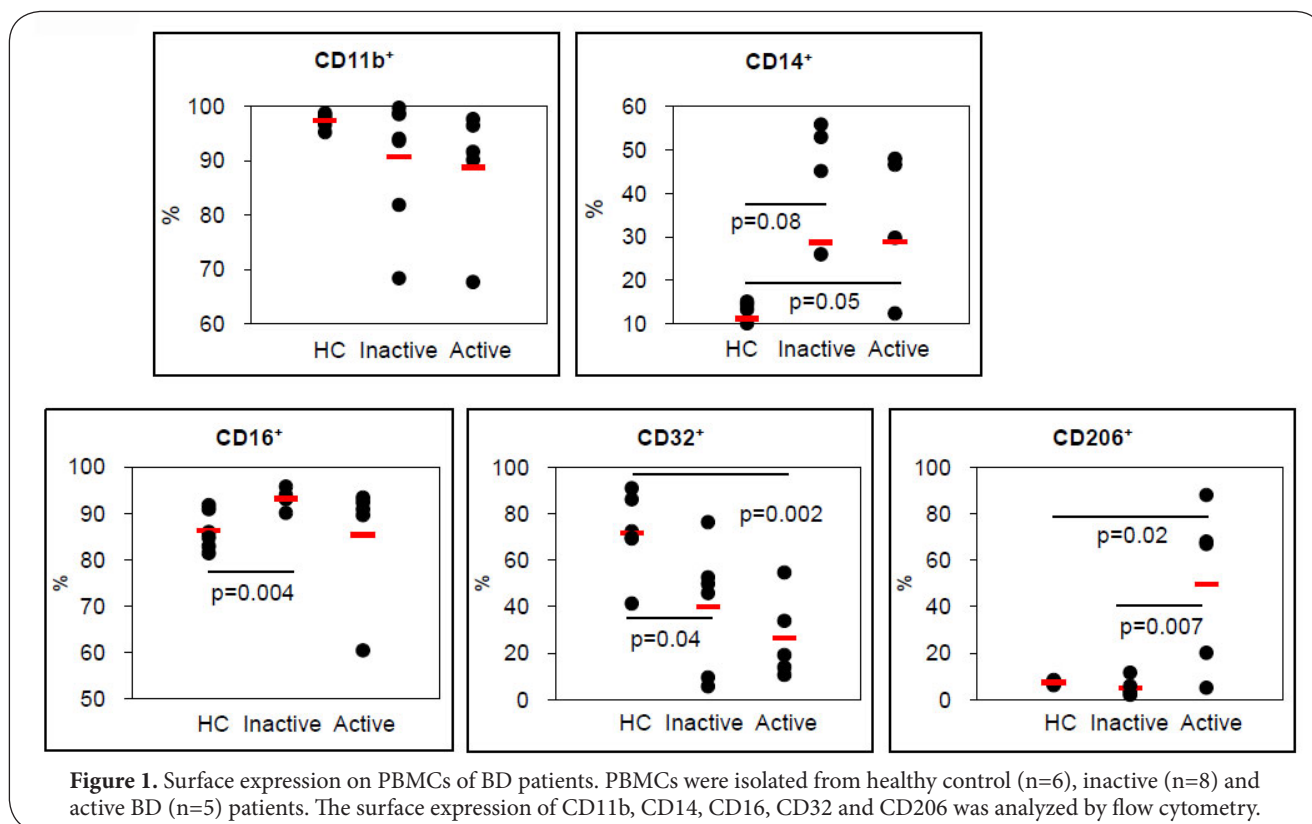 CD11b+
100
90
80
70
60
%
HC Inactive Active
CD14+
60
50
40
30
20
10
%
p=0.08
p=0.05
HC Inactive Active
CD16+
100
90
80
70
60
50
%
p=0.004
HC Inactive Active
CD32+
100
80
60
40
20
0
%
p=0.002
p=0.04
HC Inactive Active
CD206+
100
80
60
40
20
0
%
p=0.02
p=0.007
HC Inactive Active
Figure 1. Surface expression on PBMCs of BD patients. PBMCs were isolated from healthy control (n=6), inactive (n=8) and
active BD (n=5) patients. The surface expression of CD11b, CD14, CD16, CD32 and CD206 was analyzed by flow cytometry.